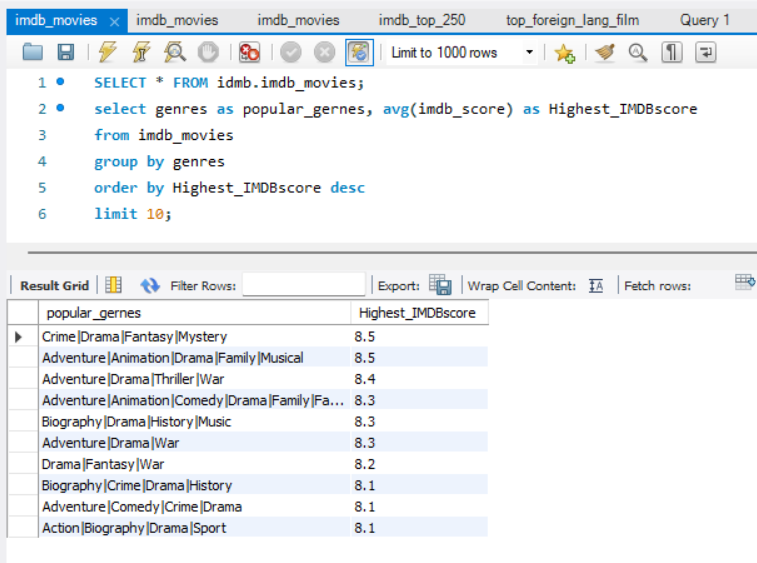 imdb_movies × imdb_movies imdb_movies imdb_top_250 top_foreign_lang_film Query 1
Limit to 1000 rows
1 SELECT * FROM idmb.imdb_movies;
2 select genres as popular_gernes, avg(imdb_score) as Highest_IMDBscore
3 from imdb_movies
4 group by genres
5 order by Highest_IMDBscore desc
6 limit 10;
Result Grid Filter Rows: Export: Wrap Cell Content: IA Fetch rows:
popular_gernes Highest_IMDBscore
Crime|Drama|Fantasy|Mystery 8.5
Adventure|Animation|Drama|Family|Musical 8.5
Adventure|Drama|Thriller|War 8.4
Adventure|Animation|Comedy|Drama|Family|Fa... 8.3
Biography|Drama|History|Music 8.3
Adventure|Drama|War 8.3
Drama|Fantasy|War 8.2
Biography|Crime|Drama|History 8.1
Adventure|Comedy|Crime|Drama 8.1
Action|Biography|Drama|Sport 8.1